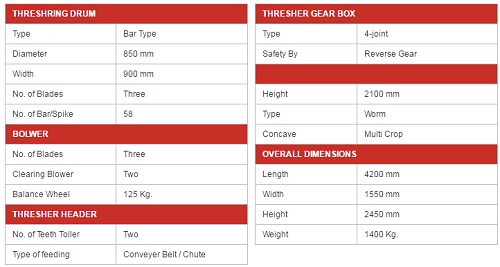 THRESHRING DRUM
Type Bar Type
Diameter 850 mm
Width 900 mm
No. of Blades Three
No. of Bar/Spike 58
BOLWER
No. of Blades Three
Clearing Blower Two
Balance Wheel 125 Kg.
THRESHER HEADER
No. of Teeth Toller Two
Type of feeding Conveyer Belt / Chute
THRESHER GEAR BOX
Type 4-joint
Safety By Reverse Gear
Height 2100 mm
Type Worm
Concave Multi Crop
OVERALL DIMENSIONS
Length 4200 mm
Width 1550 mm
Height 2450 mm
Weight 1400 Kg.